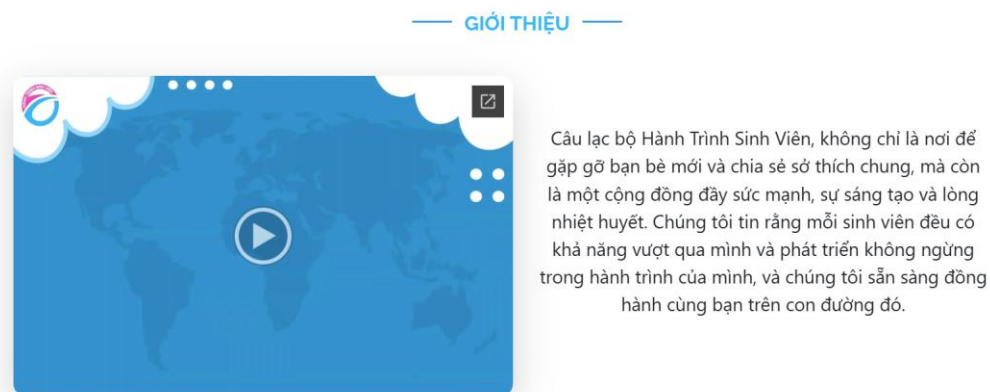 GIỚI THIỆU
Câu lạc bộ Hành Trình Sinh Viên, không chỉ là nơi để
gặp gỡ bạn bè mới và chia sẻ sở thích chung, mà còn
là một cộng đồng đầy sức mạnh, sự sáng tạo và lòng
nhiệt huyết. Chúng tôi tin rằng mỗi sinh viên đều có
khả năng vượt qua mình và phát triển không ngừng
trong hành trình của mình, và chúng tôi sẵn sàng đồng
hành cùng bạn trên con đường đó.